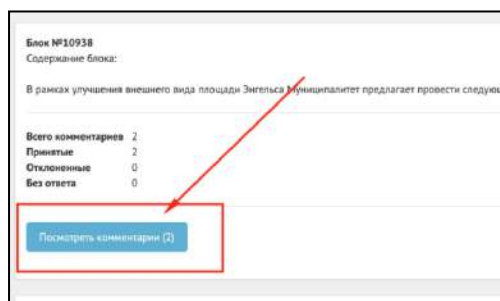 Блок №10938
Содержание блока:
В рамках улучшения внешнего вида площади Энгельса Муниципалитет предлагает провести следующ
Всего комментариев 2
Принятые 2
Отклоненные 0
Без ответа 0
Посмотреть комментарии (2)